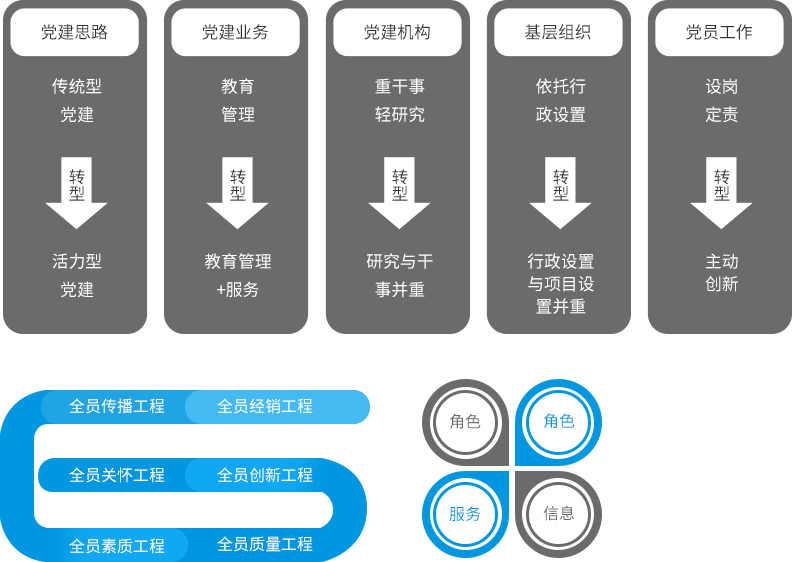 党建思路
传统型
党建
转
型
活力型
党建
党建业务
教育
管理
转
型
教育管理
+服务
党建机构
重干事
轻研究
转
型
研究与干
事并重
基层组织
依托行
政设置
转
型
行政设置
与项目设
置并重
党员工作
设岗
定责
转
型
主动
创新
全员传播工程
全员经销工程
全员关怀工程
全员创新工程
全员素质工程
全员质量工程
角色
角色
服务
信息